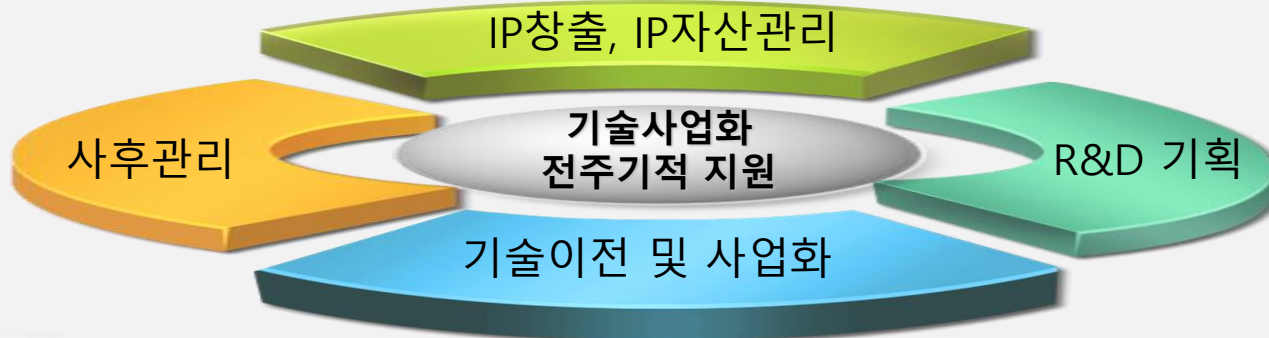 IP창출, IP자산관리
기술사업화
전주기적 지원
사후관리
R&D 기획
기술이전 및 사업화